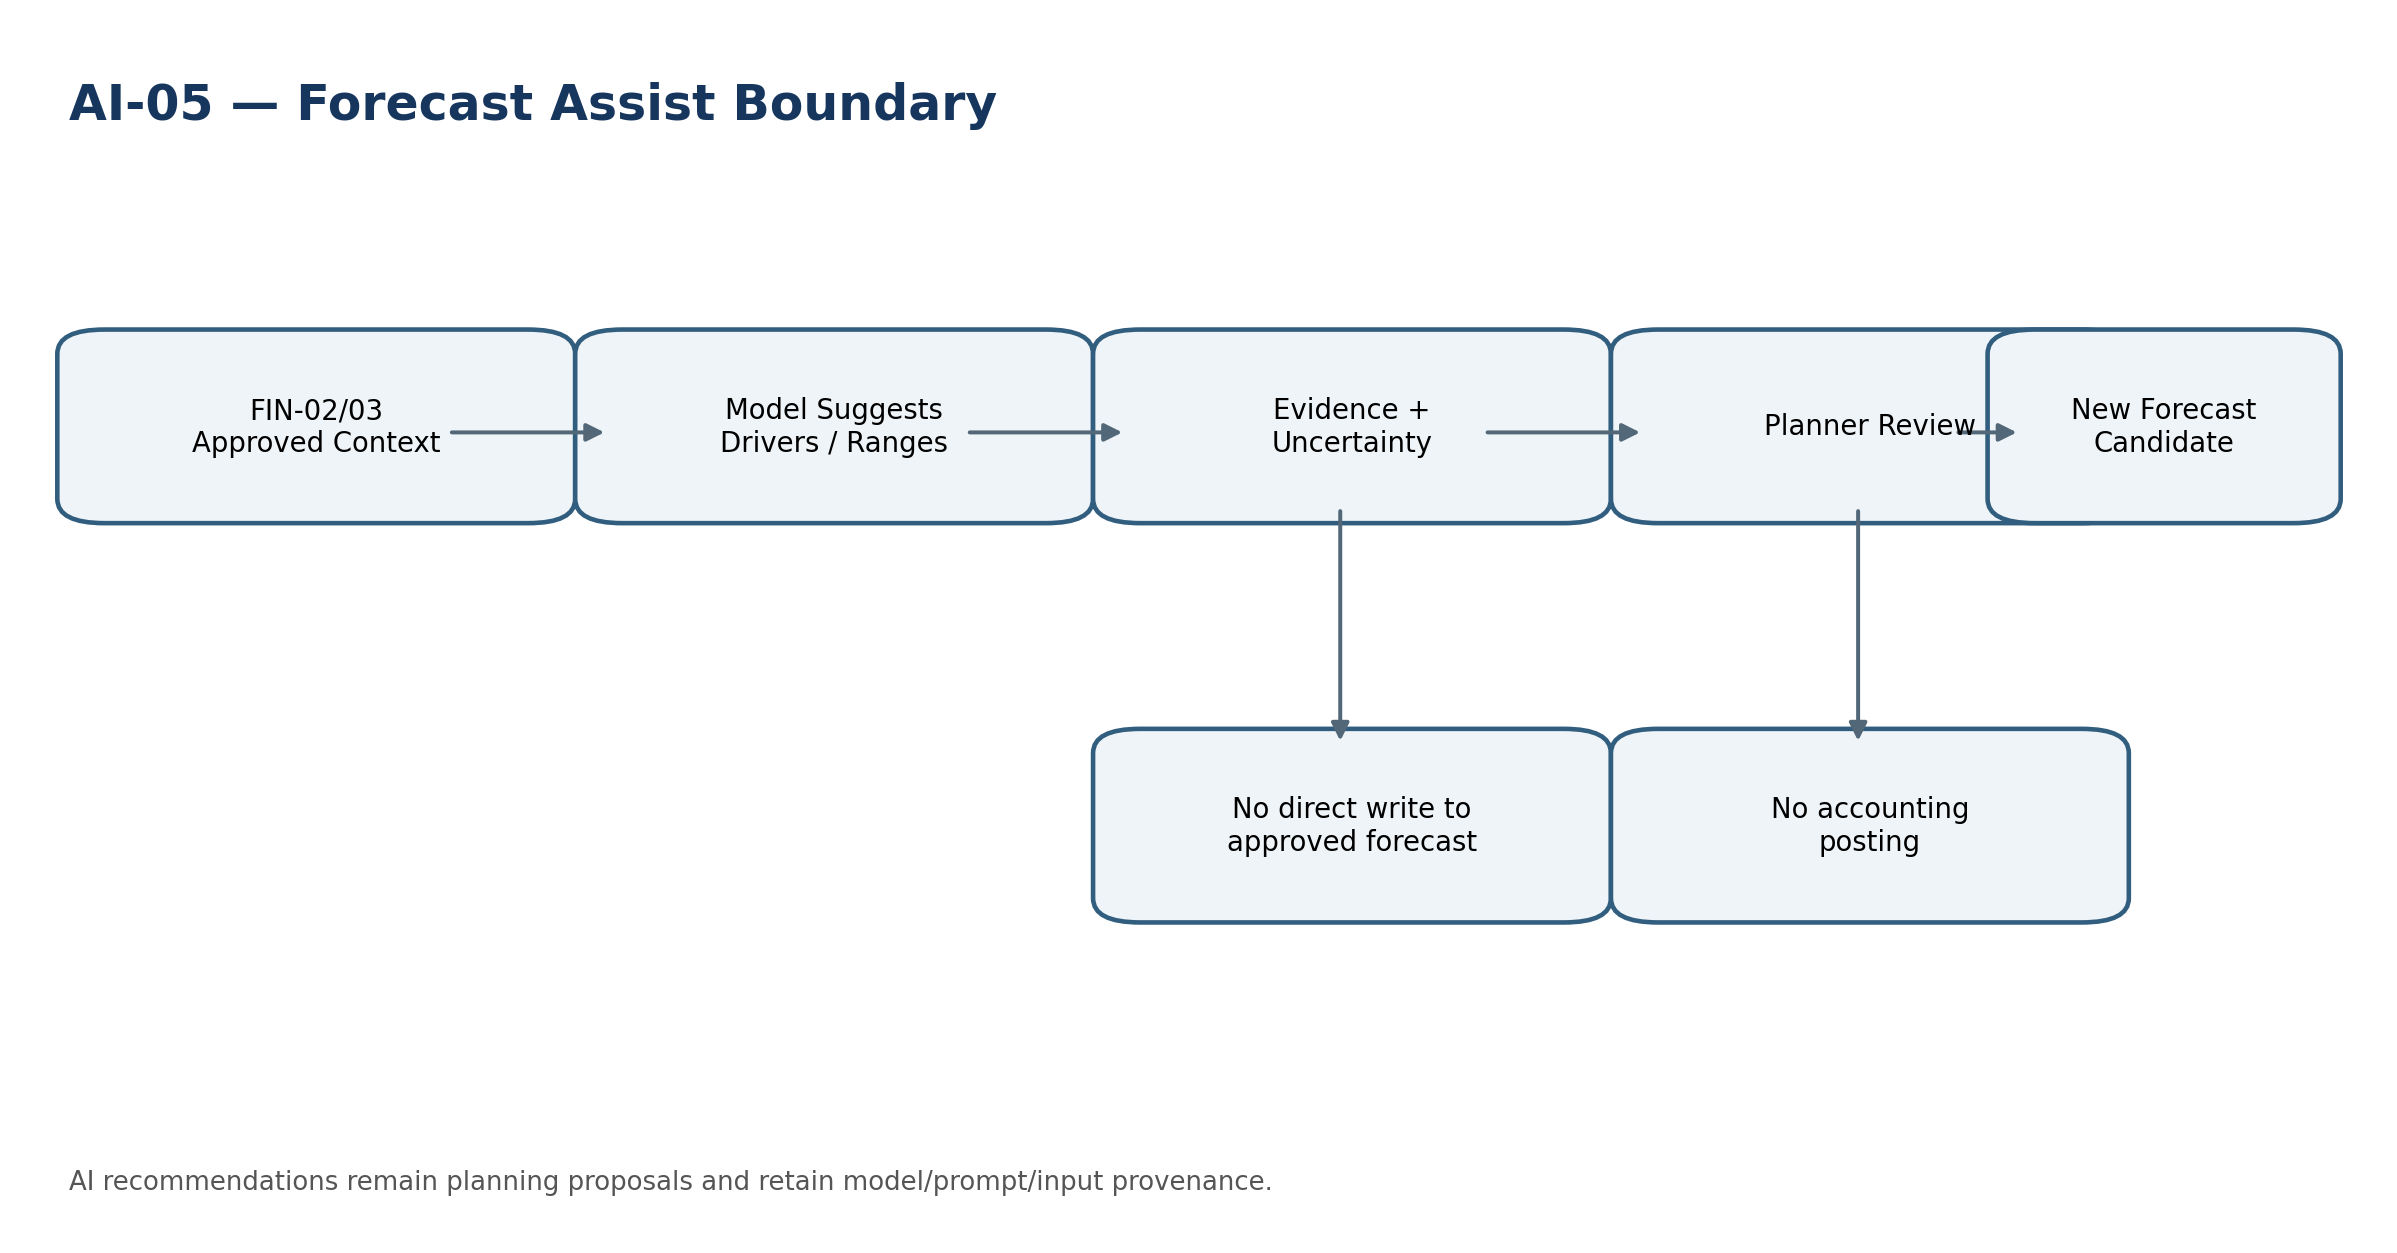 AI-05 — Forecast Assist Boundary
FIN-02/03
Approved Context
Model Suggests
Drivers / Ranges
Evidence +
Uncertainty
Planner Review
New Forecast
Candidate
No direct write to
approved forecast
No accounting
posting
AI recommendations remain planning proposals and retain model/prompt/input provenance.